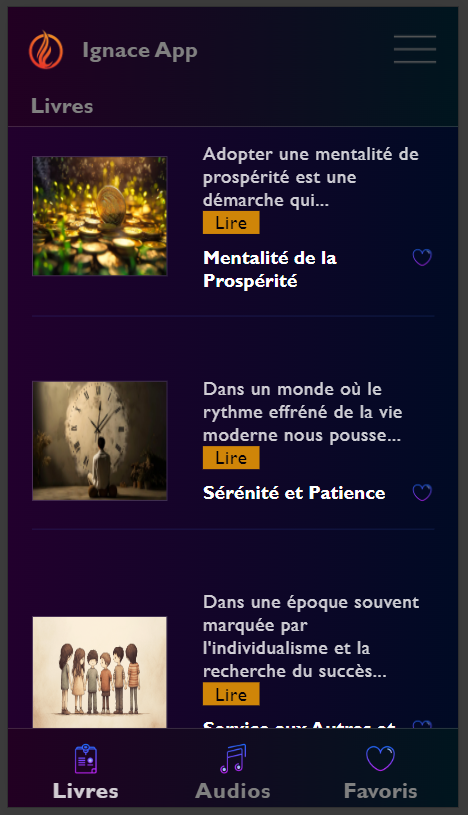 Ignace App
Livres
Adopter une mentalité de
prospérité est une
démarche qui...
Lire
Mentalité de la
Prospérité
Dans un monde où le
rythme effréné de la vie
moderne nous pousse...
Lire
Sérénité et Patience
Dans une époque souvent
marquée par
l'individualisme et la
recherche du succès...
Lire
Service aux Autres et
Livres
Audios
Favoris